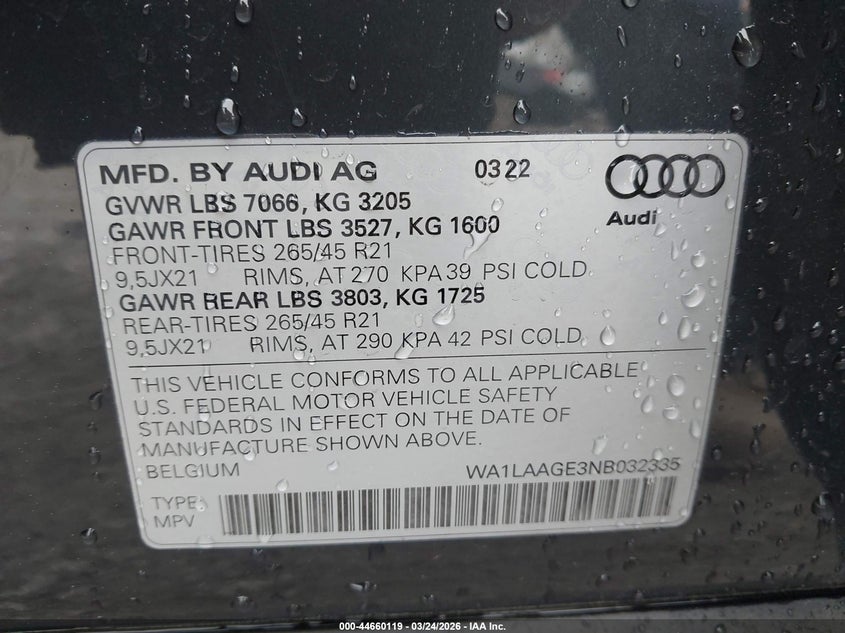 MFD. BY AUDI AG 03 22
Audi
GVWR LBS 7066, KG 3205
GAWR FRONT LBS 3527, KG 1600
FRONT-TIRES 265/45 R21
9,5JX21 RIMS, AT 270 KPA 39 PSI COLD
GAWR REAR LBS 3803, KG 1725
REAR-TIRES 265/45 R21
9,5JX21 RIMS, AT 290 KPA 42 PSI COLD
THIS VEHICLE CONFORMS TO ALL APPLICABLE
U.S. FEDERAL MOTOR VEHICLE SAFETY
STANDARDS IN EFFECT ON THE DATE OF
MANUFACTURE SHOWN ABOVE.
BELGIUM WA1LAAGE3NB032335
TYPE:
MPV
000-44660119 - 03/24/2026 - IAA Inc.